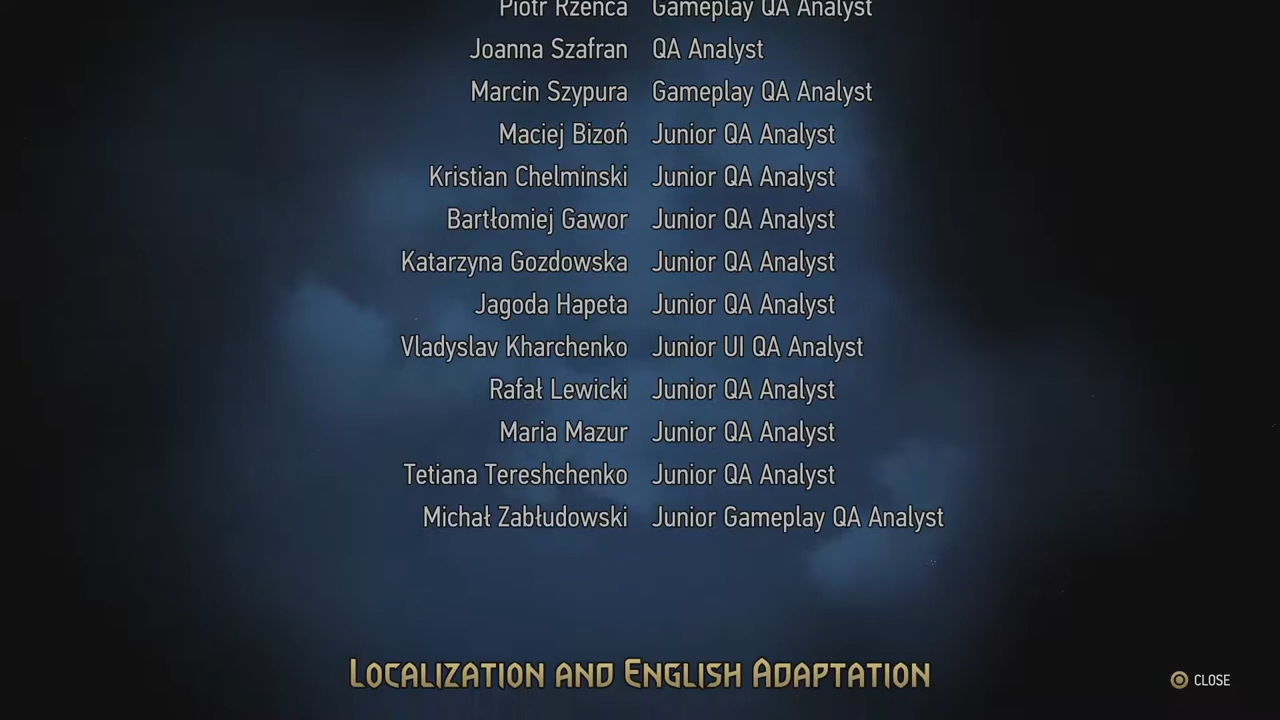 Piotr Rzenca Gameplay QA Analyst
Joanna Szafran QA Analyst
Marcin Szypura Gameplay QA Analyst
Maciej Bizoń Junior QA Analyst
Kristian Chelminski Junior QA Analyst
Bartłomiej Gawor Junior QA Analyst
Katarzyna Gozdowska Junior QA Analyst
Jagoda Hapeta Junior QA Analyst
Vladyslav Kharchenko Junior UI QA Analyst
Rafał Lewicki Junior QA Analyst
Maria Mazur Junior QA Analyst
Tetiana Tereshchenko Junior QA Analyst
Michał Zabłudowski Junior Gameplay QA Analyst
LOCALIZATION AND ENGLISH ADAPTATION
CLOSE